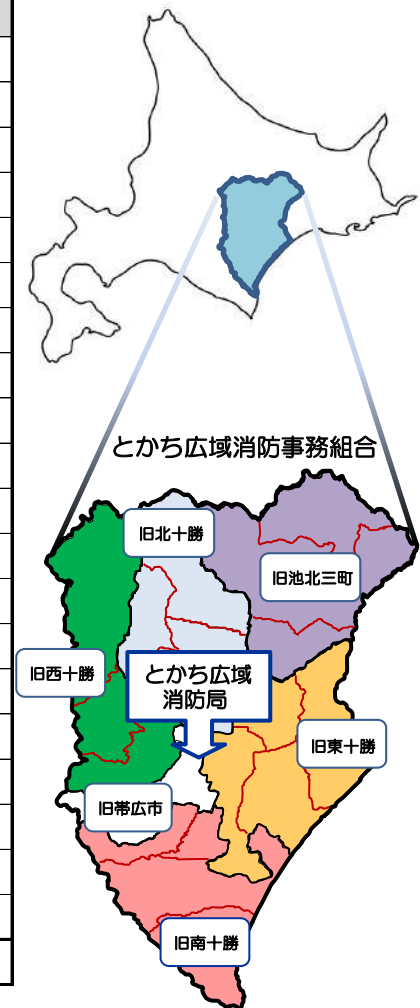 とかち広域消防事務組合
旧北十勝
旧池北三町
旧西十勝
とかち広域
消防局
旧東十勝
旧帯広市
旧南十勝